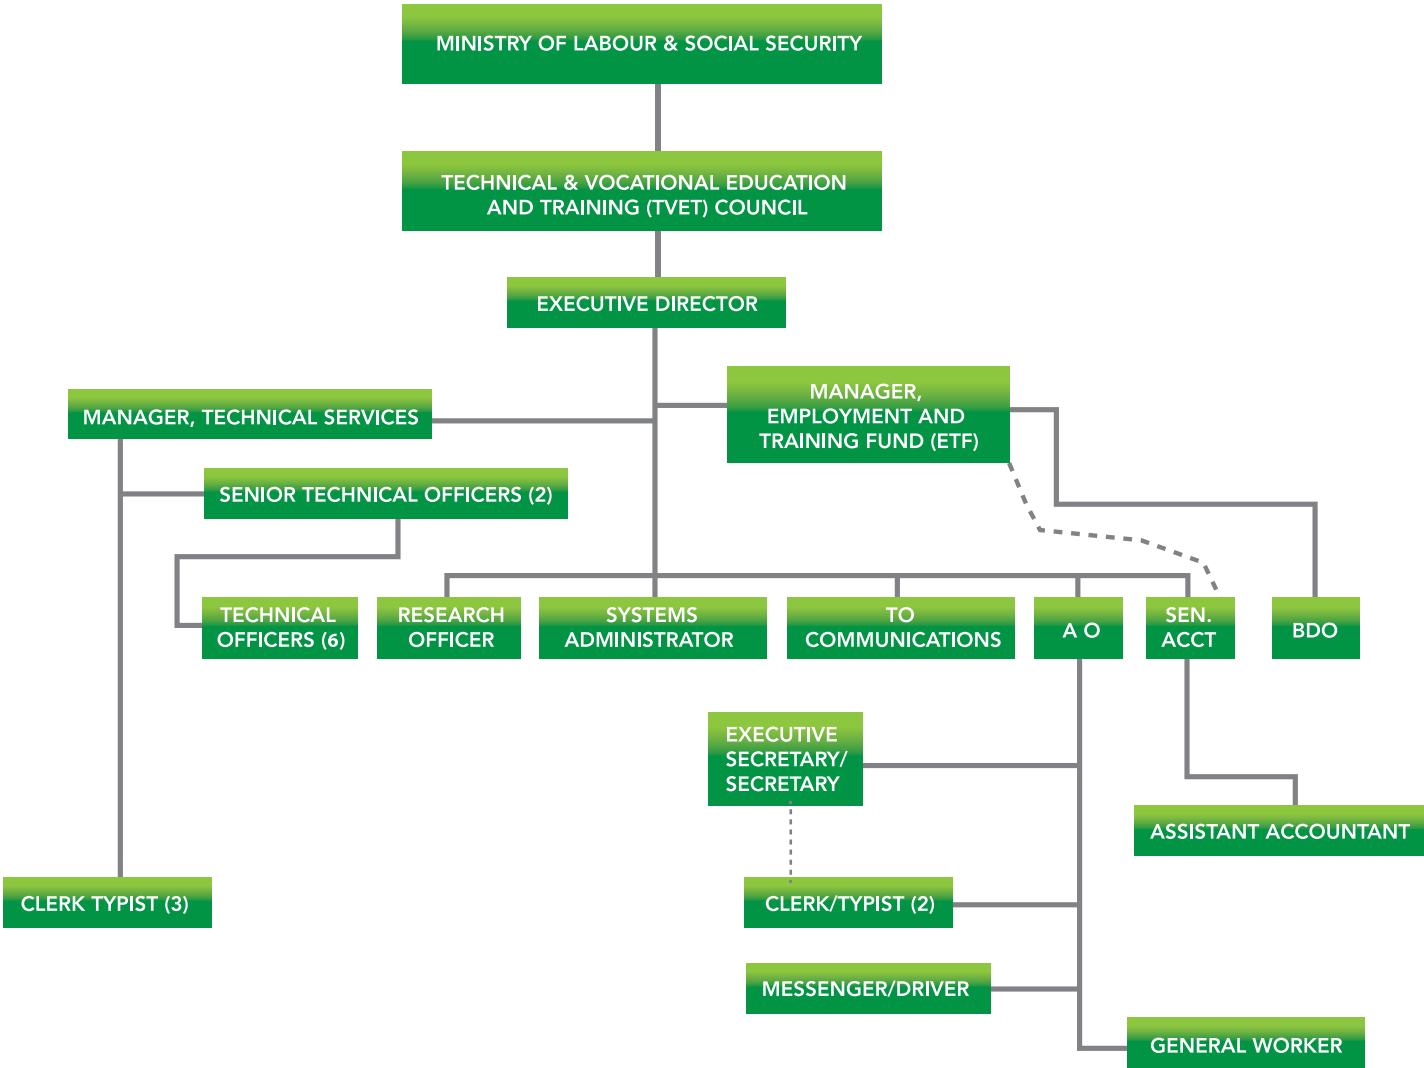 MINISTRY OF LABOUR & SOCIAL SECURITY
TECHNICAL & VOCATIONAL EDUCATION
AND TRAINING (TVET) COUNCIL
EXECUTIVE DIRECTOR
MANAGER, TECHNICAL SERVICES
MANAGER,
EMPLOYMENT AND
TRAINING FUND (ETF)
SENIOR TECHNICAL OFFICERS (2)
TECHNICAL
OFFICERS (6)
RESEARCH
OFFICER
SYSTEMS
ADMINISTRATOR
TO
COMMUNICATIONS
A O
SEN.
ACCT
BDO
EXECUTIVE
SECRETARY/
SECRETARY
ASSISTANT ACCOUNTANT
CLERK TYPIST (3)
CLERK/TYPIST (2)
MESSENGER/DRIVER
GENERAL WORKER